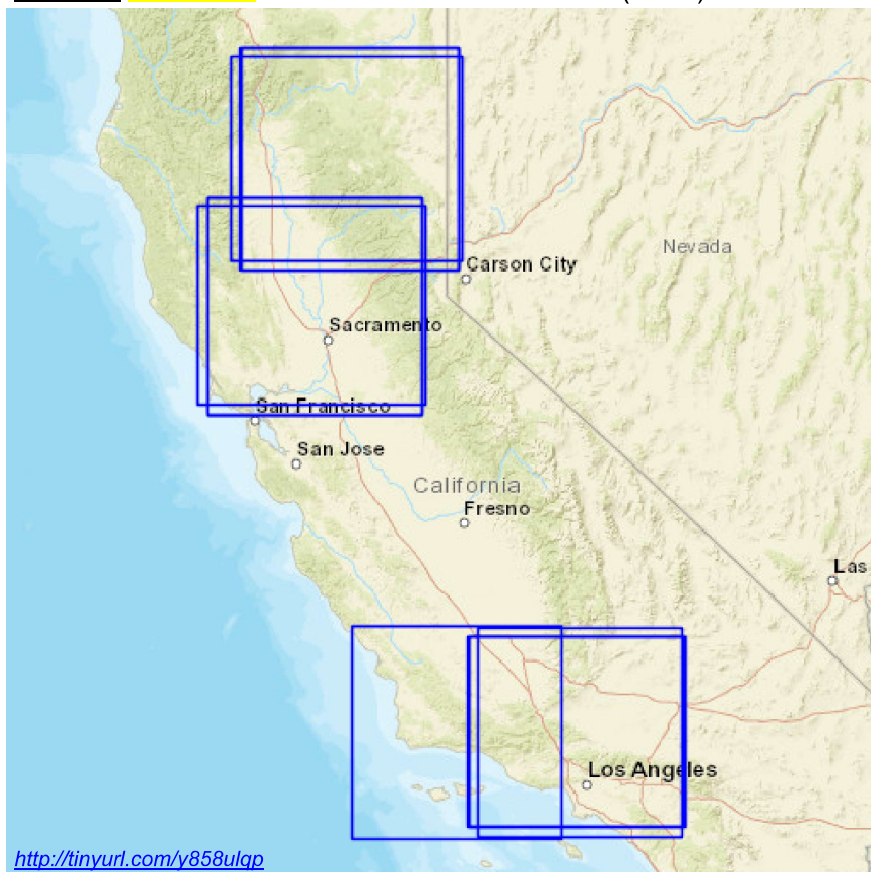 Nevada
Carson City
Sacramento
San Francisco
San Jose
California
Fresno
Las
Los Angeles
http://tinyurl.com/y858ulqp